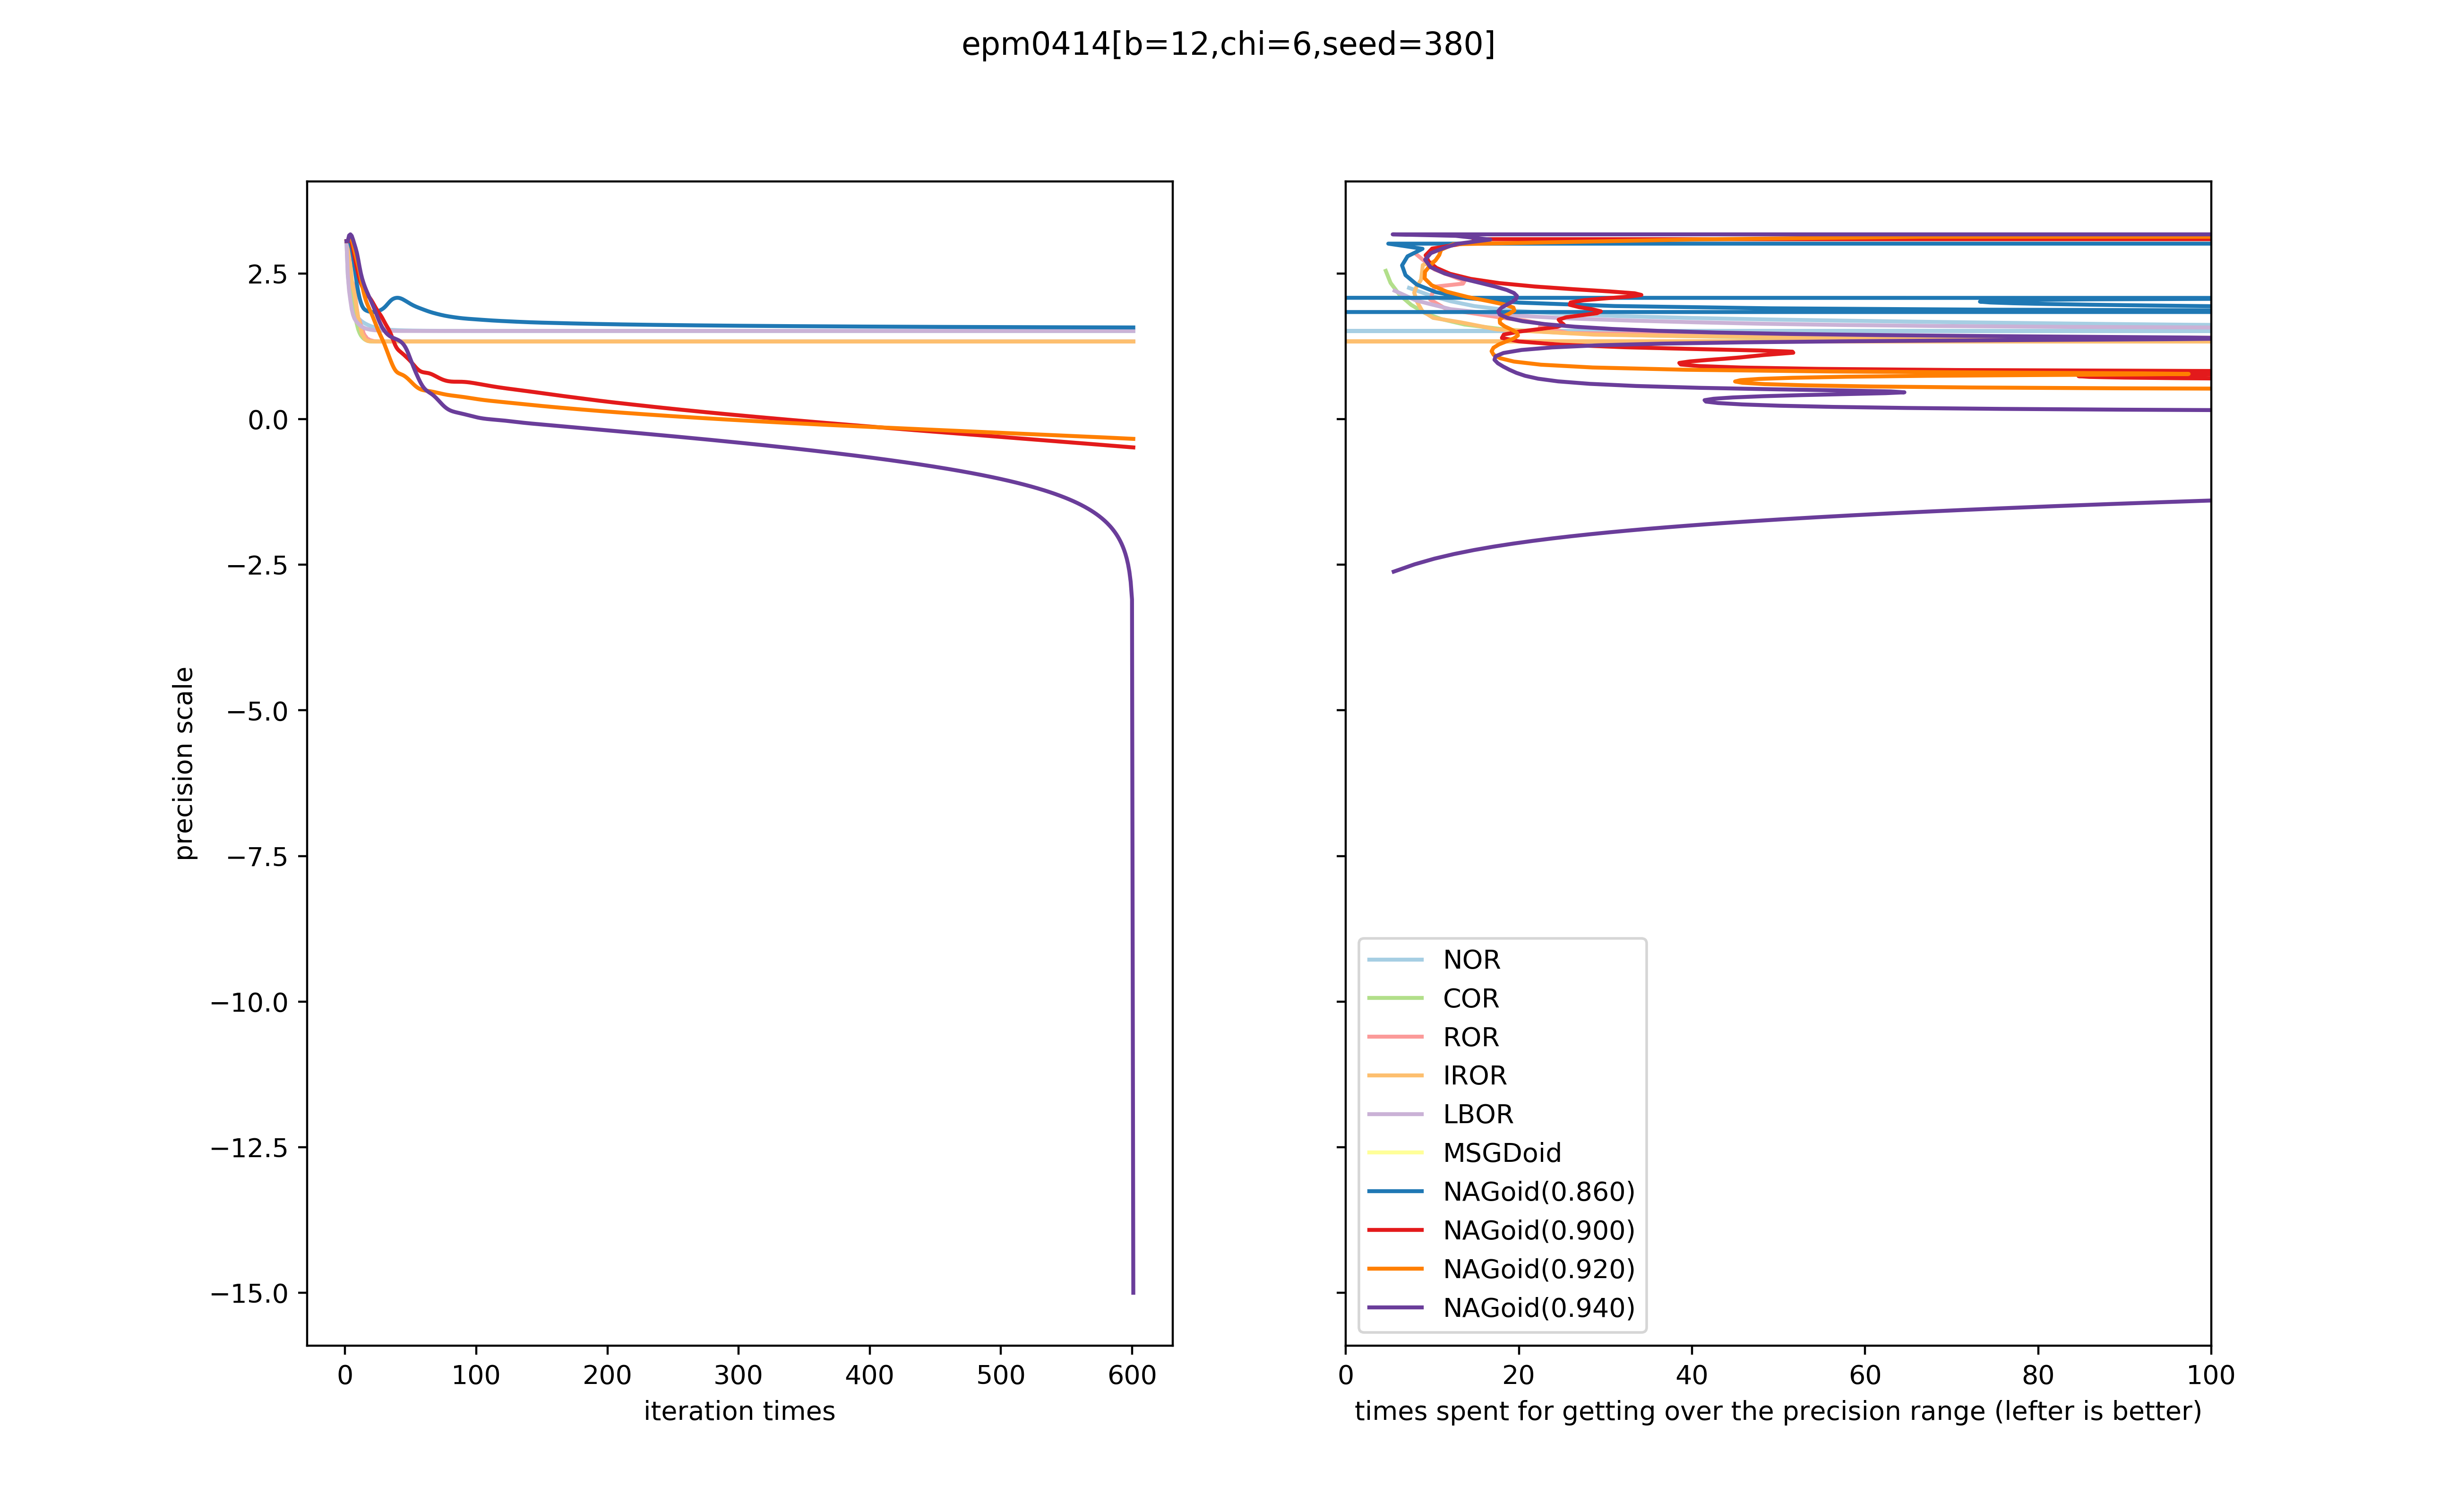 epm0414[b=12,chi=6,seed=380]
precision scale
2.5
0.0
−2.5
−5.0
−7.5
−10.0
−12.5
−15.0
0 100 200 300 400 500 600
iteration times
NOR
COR
ROR
IROR
LBOR
MSGDoid
NAGoid(0.860)
NAGoid(0.900)
NAGoid(0.920)
NAGoid(0.940)
0 20 40 60 80 100
times spent for getting over the precision range (lefter is better)